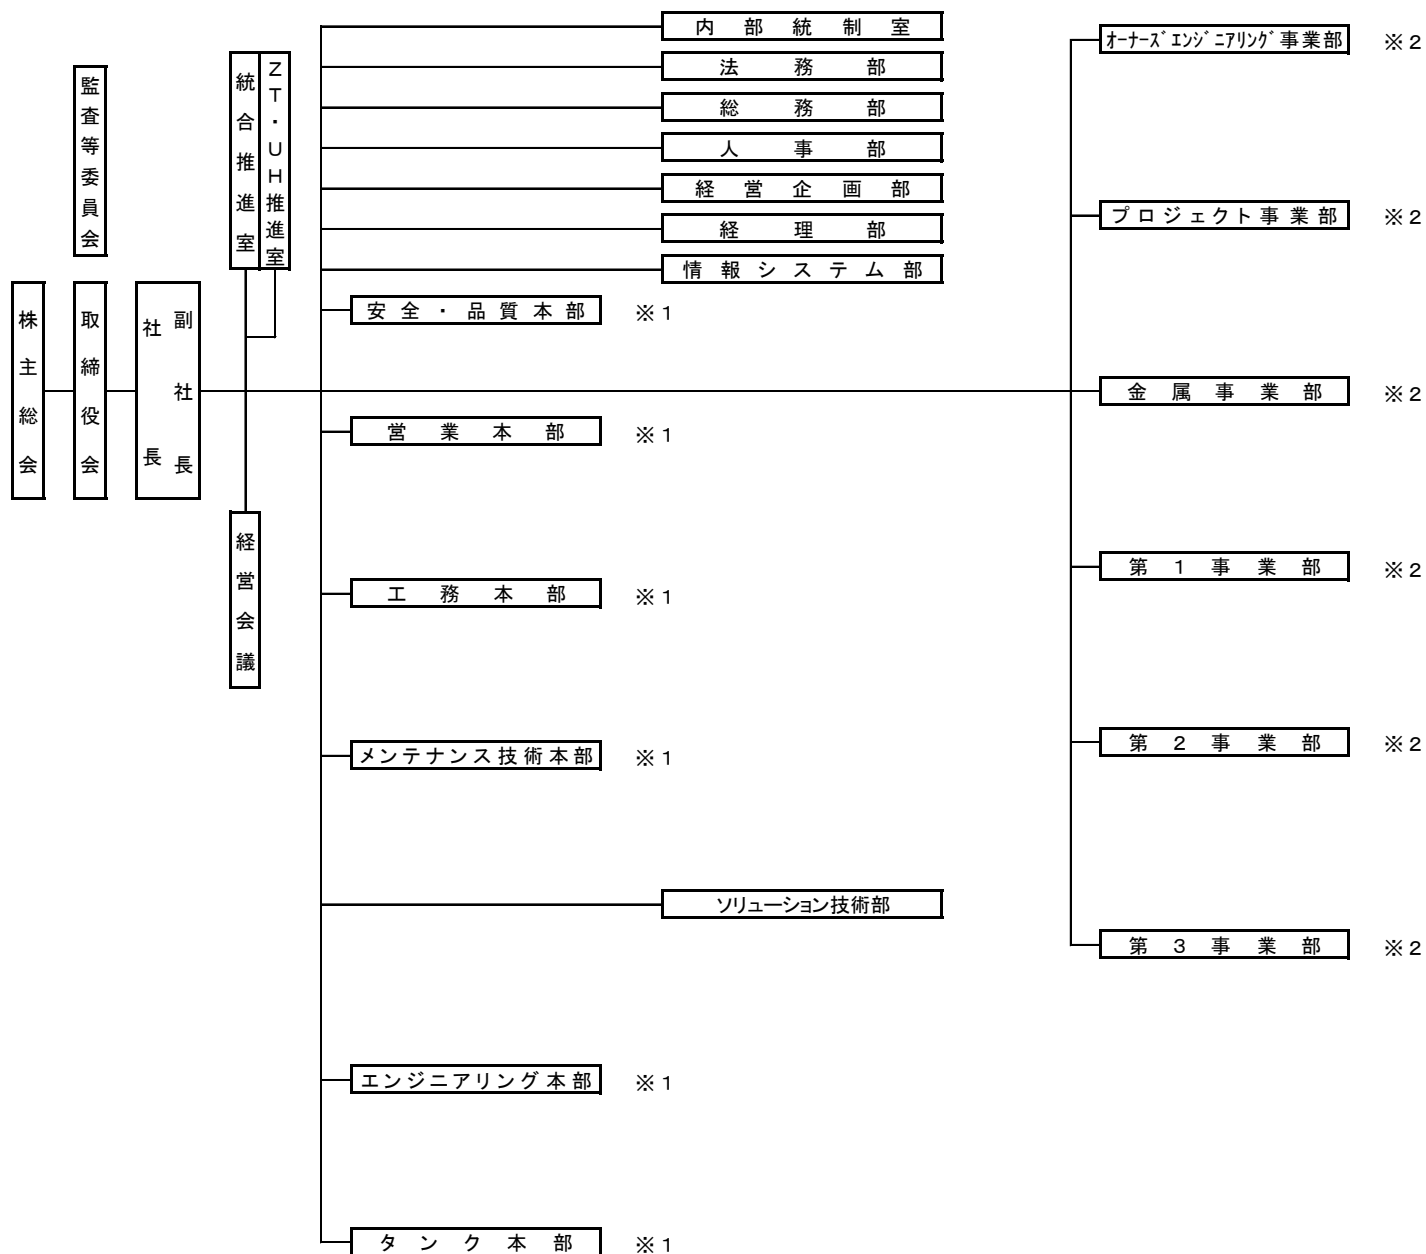 株主総会
監査等委員会
取締役会
社長
副社長
統合推進室
ZT・UH推進室
経営会議
内部統制室
法務部
総務部
人事部
経営企画部
経理部
情報システム部
安全・品質本部 ※1
営業本部 ※1
工務本部 ※1
メンテナンス技術本部 ※1
ソリューション技術部
エンジニアリング本部 ※1
タンク本部 ※1
オーナーズエンジニアリング事業部 ※2
プロジェクト事業部 ※2
金属事業部 ※2
第1事業部 ※2
第2事業部 ※2
第3事業部 ※2